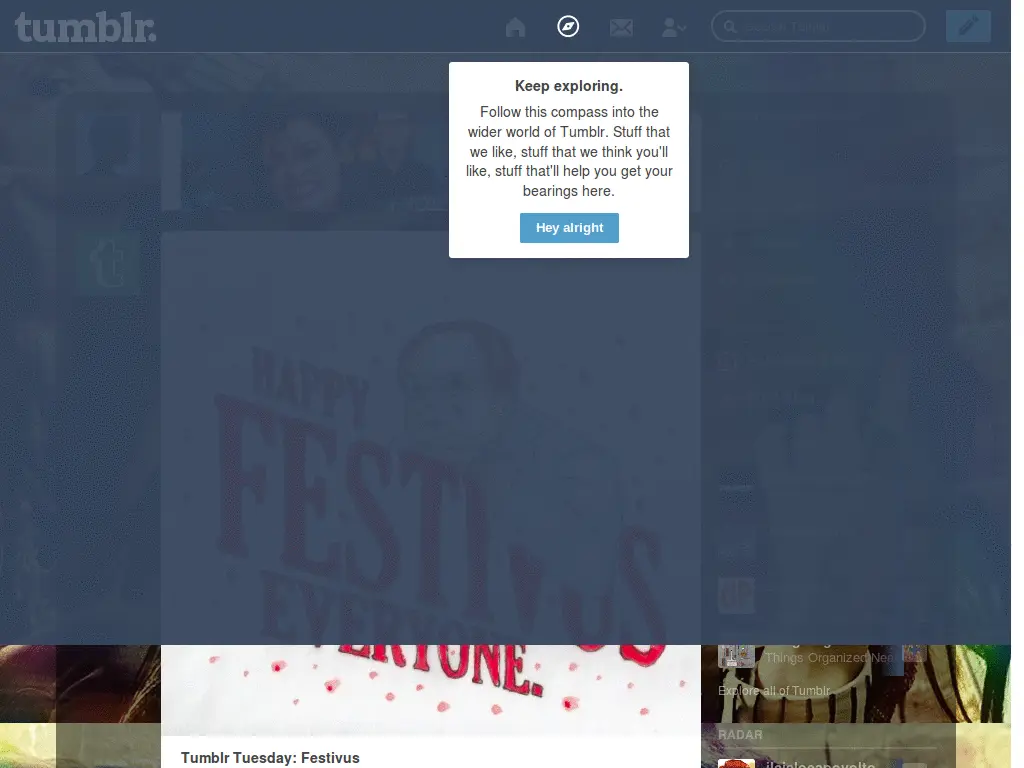 tumblr.
Search Tumblr
Keep exploring.
Follow this compass into the
wider world of Tumblr. Stuff that
we like, stuff that we think you'll
like, stuff that'll help you get your
bearings here.
Hey alright
t
HAPPY
FESTIVUS
EVERYONE.
Things Organized Nea
Explore all of Tumblr
RADAR
Tumblr Tuesday: Festivus